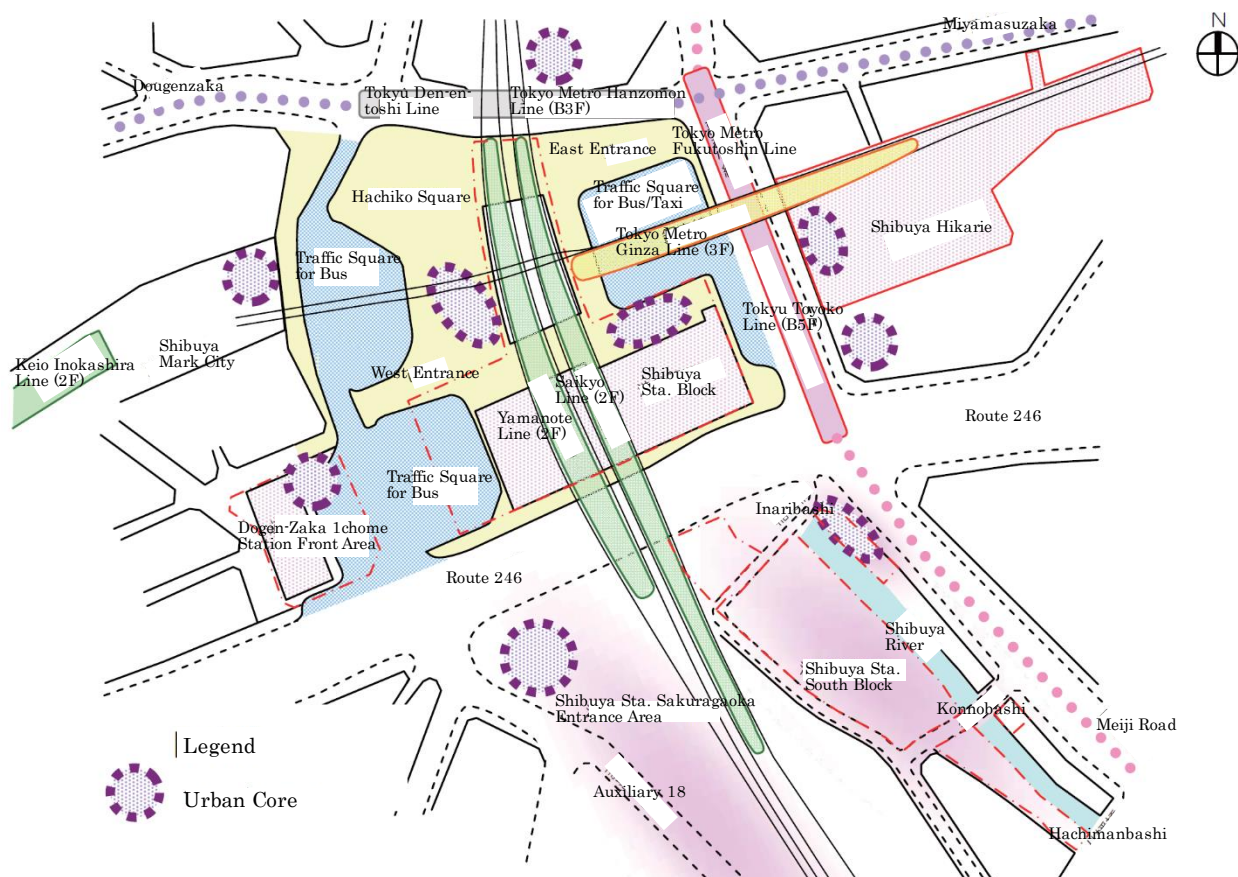 Miyamasuzaka
N
Dougenzaka
Tokyu Den-en-
toshi Line
Tokyo Metro Hanzomon
Line (B3F)
Tokyo Metro
Fukutoshin Line
East Entrance
Hachiko Square
Traffic Square
for Bus/Taxi
Shibuya Hikarie
Tokyo Metro
Ginza Line (3F)
Traffic Square
for Bus
Tokyu Toyoko
Line (B5F)
Shibuya
Mark City
Keio Inokashira
Line (2F)
West Entrance
Saikyo
Line (2F)
Shibuya
Sta. Block
Yamanote
Line (2F)
Route 246
Traffic Square
for Bus
Inaribashi
Dogen-Zaka 1chome
Station Front Area
Route 246
Shibuya
River
Shibuya Sta.
South Block
Shibuya Sta. Sakuragaoka
Entrance Area
Konnobashi
Meiji Road
Legend
Auxiliary 18
Urban Core
Hachimanbashi